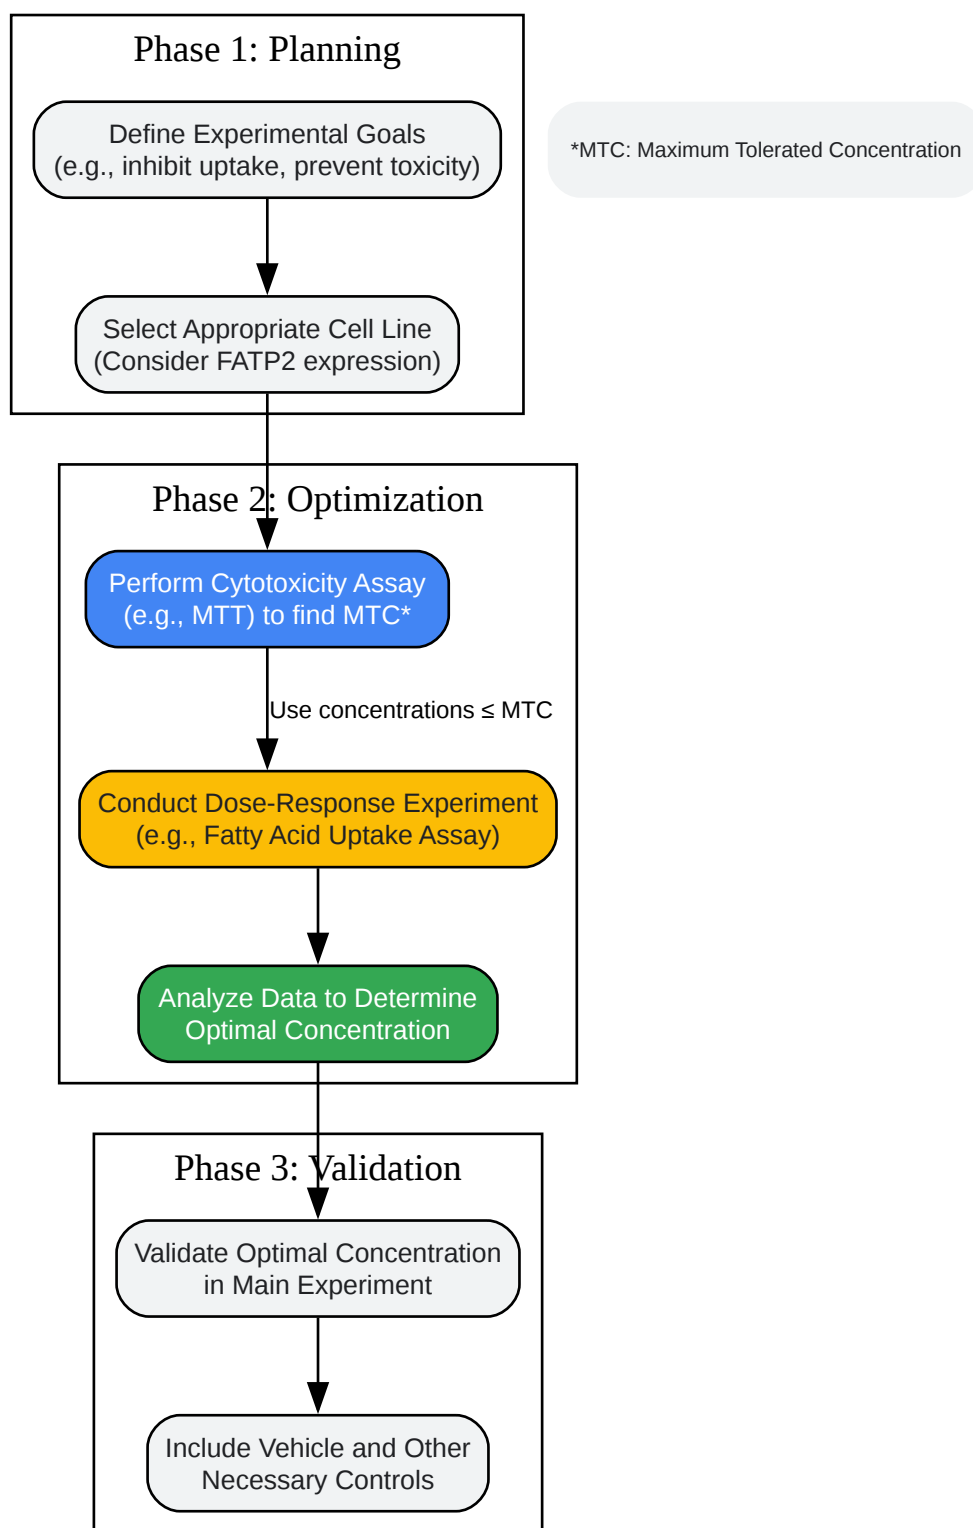 Phase 1: Planning
Define Experimental Goals
(e.g., inhibit uptake, prevent toxicity)
*MTC: Maximum Tolerated Concentration
Select Appropriate Cell Line
(Consider FATP2 expression)
Phase 2: Optimization
Perform Cytotoxicity Assay
(e.g., MTT) to find MTC*
Use concentrations ≤ MTC
Conduct Dose-Response Experiment
(e.g., Fatty Acid Uptake Assay)
Analyze Data to Determine
Optimal Concentration
Phase 3: Validation
Validate Optimal Concentration
in Main Experiment
Include Vehicle and Other
Necessary Controls